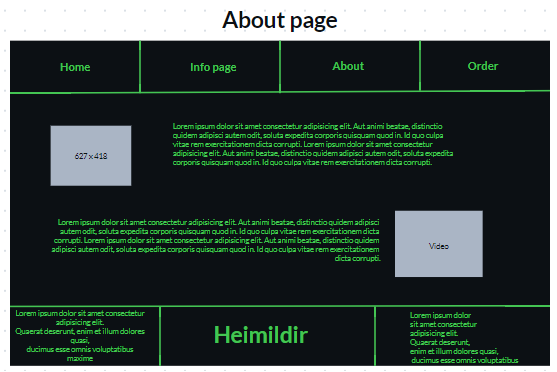 About page
Home
Info page
About
Order
627 x 418
Lorem ipsum dolor sit amet consectetur adipisicing elit. Aut animi beatae, distinctio
quidem adipisci autem odit, soluta expedita corporis quisquam quod in. Id quo culpa
vitae rem exercitationem dicta corrupti. Lorem ipsum dolor sit amet consectetur
adipisicing elit. Aut animi beatae, distinctio quidem adipisci autem odit, soluta expedita
corporis quisquam quod in. Id quo culpa vitae rem exercitationem dicta corrupti.
Lorem ipsum dolor sit amet consectetur adipisicing elit. Aut animi beatae, distinctio quidem adipisci
autem odit, soluta expedita corporis quisquam quod in. Id quo culpa vitae rem exercitationem dicta
corrupti. Lorem ipsum dolor sit amet consectetur adipisicing elit. Aut animi beatae, distinctio quidem
adipisci autem odit, soluta expedita corporis quisquam quod in. Id quo culpa vitae rem exercitationem
dicta corrupti.
Video
Lorem ipsum dolor sit amet consectetur
adipisicing elit.
Quaerat deserunt, enim et illum dolores
quasi,
ducimus esse omnis voluptatibus
maxime
Heimildir
Lorem ipsum dolor
sit amet consectetur
adipisicing elit.
Quaerat deserunt,
enim et illum dolores quasi,
ducimus esse omnis voluptatibus